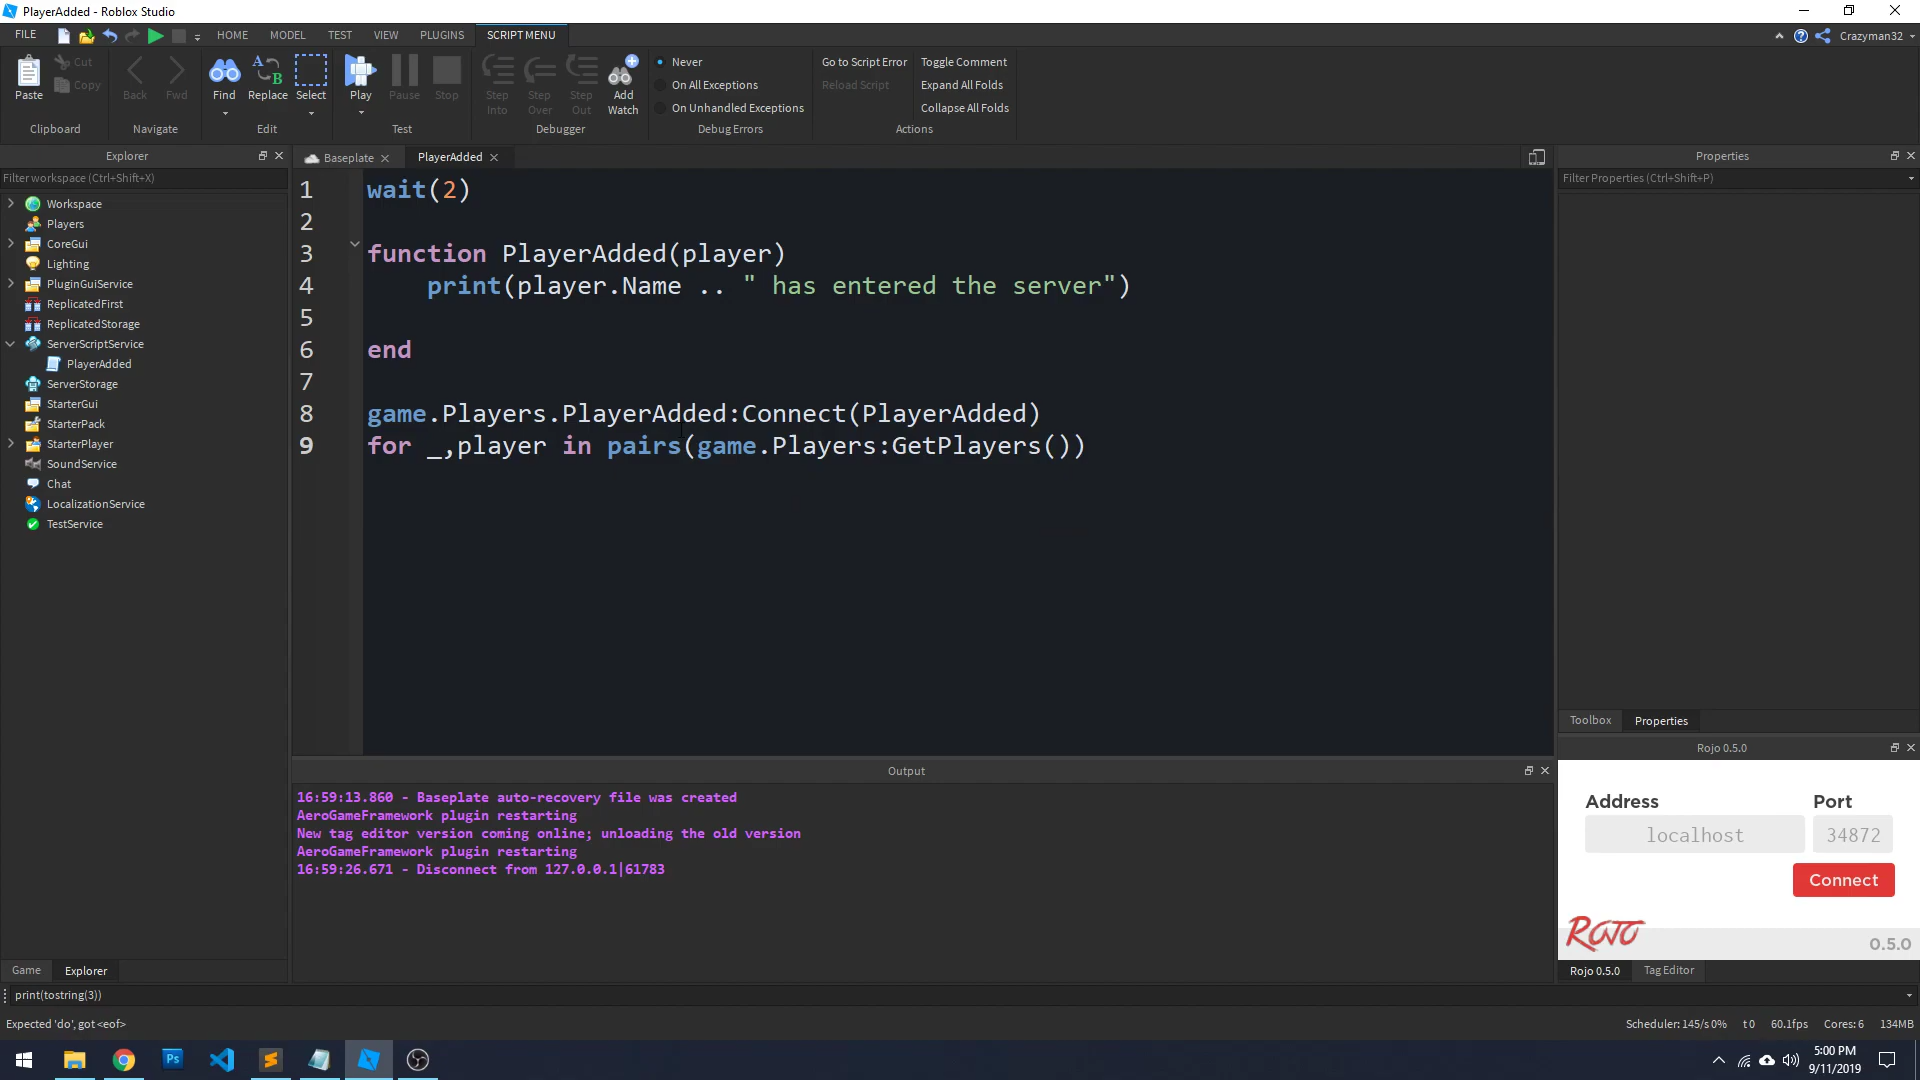 PlayerAdded - Roblox Studio
FILE HOME MODEL TEST VIEW PLUGINS SCRIPT MENU Crazyman32
Paste Cut Copy Back Fwd Find Replace Select Play Pause Stop Step Into Step Over Step Out Add Watch
Never
On All Exceptions
On Unhandled Exceptions
Go to Script Error
Reload Script
Toggle Comment
Expand All Folds
Collapse All Folds
Clipboard Navigate Edit Test Debugger Debug Errors Actions
Explorer
Filter workspace (Ctrl+Shift+X)
Workspace
Players
CoreGui
Lighting
PluginGuiService
ReplicatedFirst
ReplicatedStorage
ServerScriptService
PlayerAdded
ServerStorage
StarterGui
StarterPack
StarterPlayer
SoundService
Chat
LocalizationService
TestService
Game Explorer
Baseplate PlayerAdded
1 wait(2)
2
3 function PlayerAdded(player)
4 print(player.Name .. " has entered the server")
5
6 end
7
8 game.Players.PlayerAdded:Connect(PlayerAdded)
9 for _,player in pairs(game.Players:GetPlayers())
Output
16:59:13.860 - Baseplate auto-recovery file was created
AeroGameFramework plugin restarting
New tag editor version coming online; unloading the old version
AeroGameFramework plugin restarting
16:59:26.671 - Disconnect from 127.0.0.1|61783
Properties
Filter Properties (Ctrl+Shift+P)
Toolbox Properties
Rojo 0.5.0
Address Port
localhost 34872
Connect
ROJO 0.5.0
Rojo 0.5.0 Tag Editor
print(tostring(3))
Expected 'do', got <eof>
Scheduler: 145/s 0% t 0 60.1fps Cores: 6 134MB
Ps
5:00 PM
9/11/2019